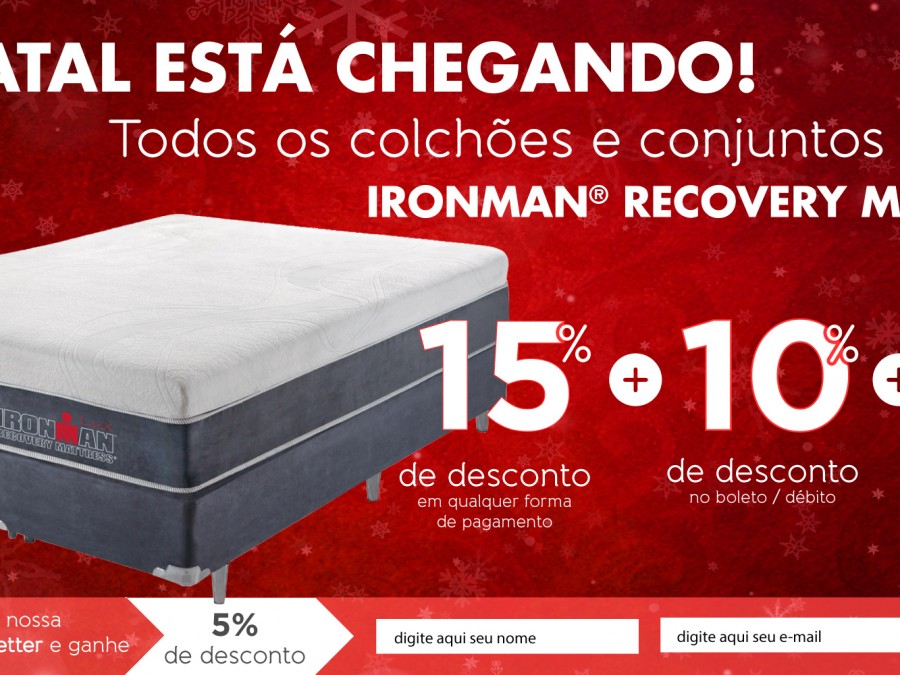 ATAL ESTÁ CHEGANDO!
Todos os colchões e conjuntos
IRONMAN® RECOVERY M
15% + 10% +
de desconto
em qualquer forma
de pagamento
de desconto
no boleto / débito
IRONMAN
RECOVERY MATTRESS
nossa
etter e ganhe
5%
de desconto
digite aqui seu nome
digite aqui seu e-mail